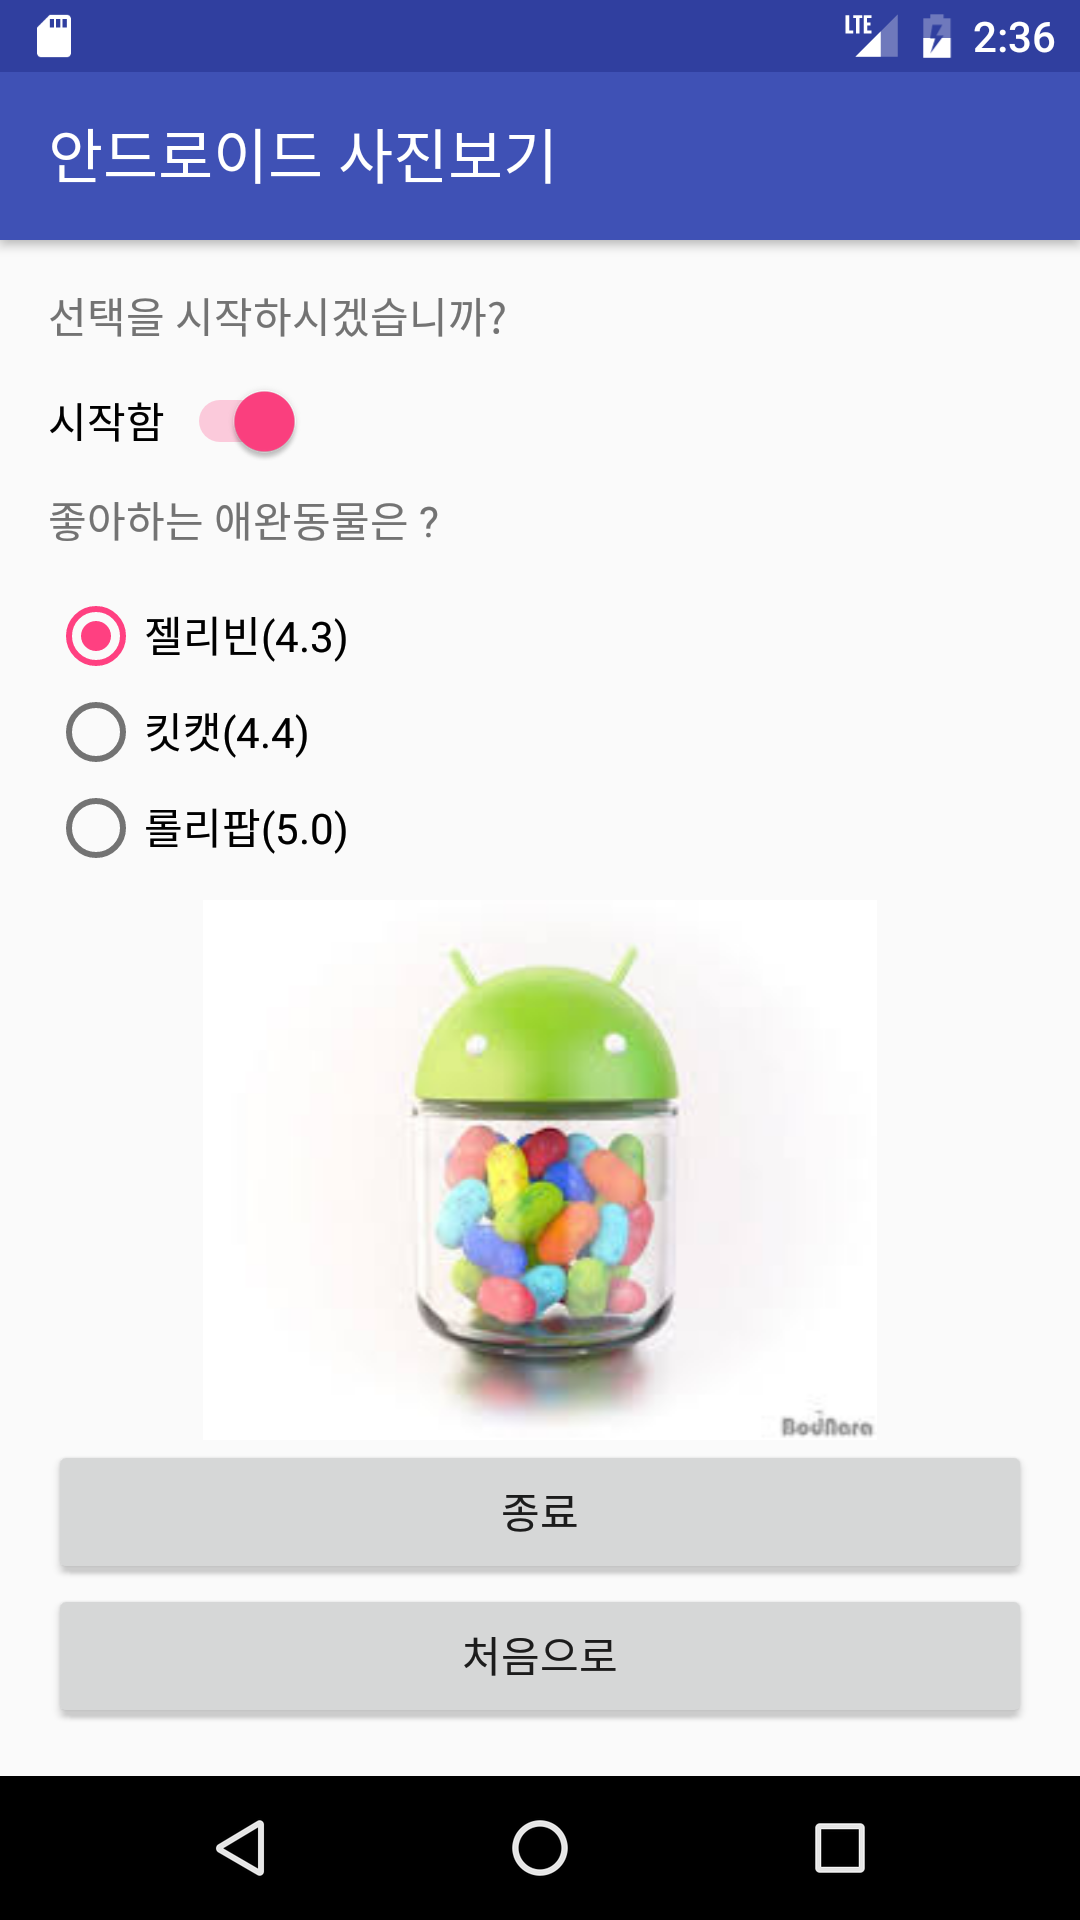 LTE 2:36
안드로이드 사진보기
선택을 시작하시겠습니까?
시작함
좋아하는 애완동물은 ?
젤리빈(4.3)
킷캣(4.4)
롤리팝(5.0)
BodNara
종료
처음으로